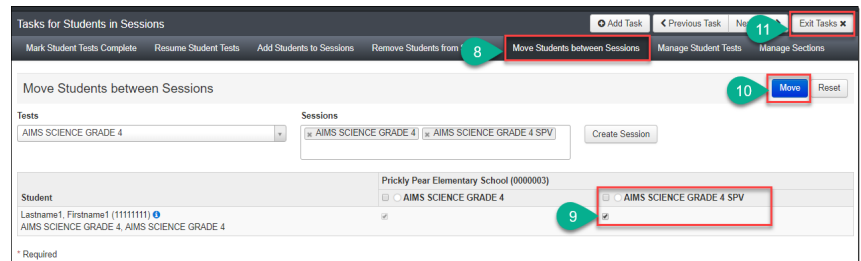 Tasks for Students in Sessions
Add Task
Previous Task
Ne
11
Exit Tasks
Mark Student Tests Complete
Resume Student Tests
Add Students to Sessions
Remove Students from
8
Move Students between Sessions
Manage Student Tests
Manage Sections
Move Students between Sessions
10
Move
Reset
Tests
Sessions
AIMS SCIENCE GRADE 4
AIMS SCIENCE GRADE 4
AIMS SCIENCE GRADE 4 SPV
Create Session
Prickly Pear Elementary School (0000003)
Student
AIMS SCIENCE GRADE 4
AIMS SCIENCE GRADE 4 SPV
Lastname1, Firstname1 (11111111)
AIMS SCIENCE GRADE 4, AIMS SCIENCE GRADE 4
9
* Required